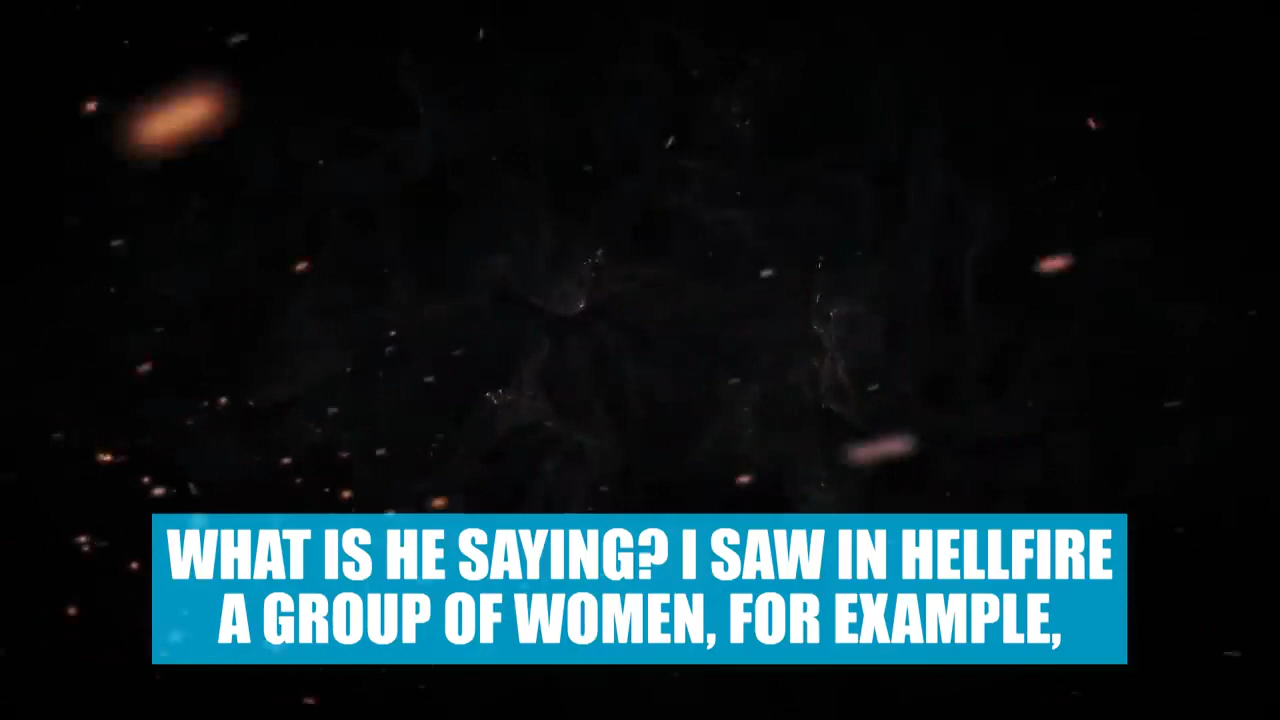 WHAT IS HE SAYING? I SAW IN HELLFIRE
A GROUP OF WOMEN, FOR EXAMPLE,